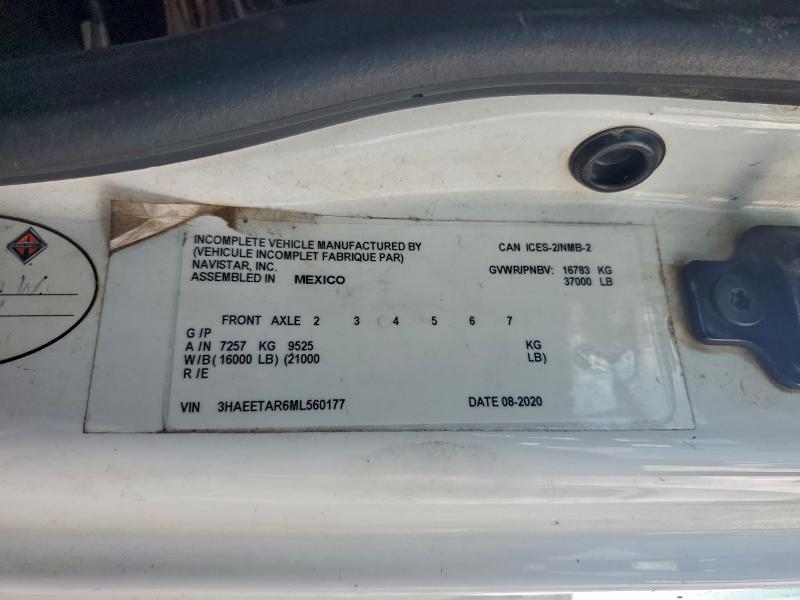 INCOMPLETE VEHICLE MANUFACTURED BY
(VEHICULE INCOMPLET FABRIQUE PAR)
NAVISTAR, INC.
ASSEMBLED IN MEXICO
CAN ICES-2/NMB-2
GVWR/PNBV: 16783 KG
37000 LB
FRONT AXLE 2 3 4 5 6 7
G/P
A/N 7257 KG 9525 KG
W/B (16000 LB) (21000 LB)
R/E
VIN 3HAEETAR6ML560177
DATE 08-2020